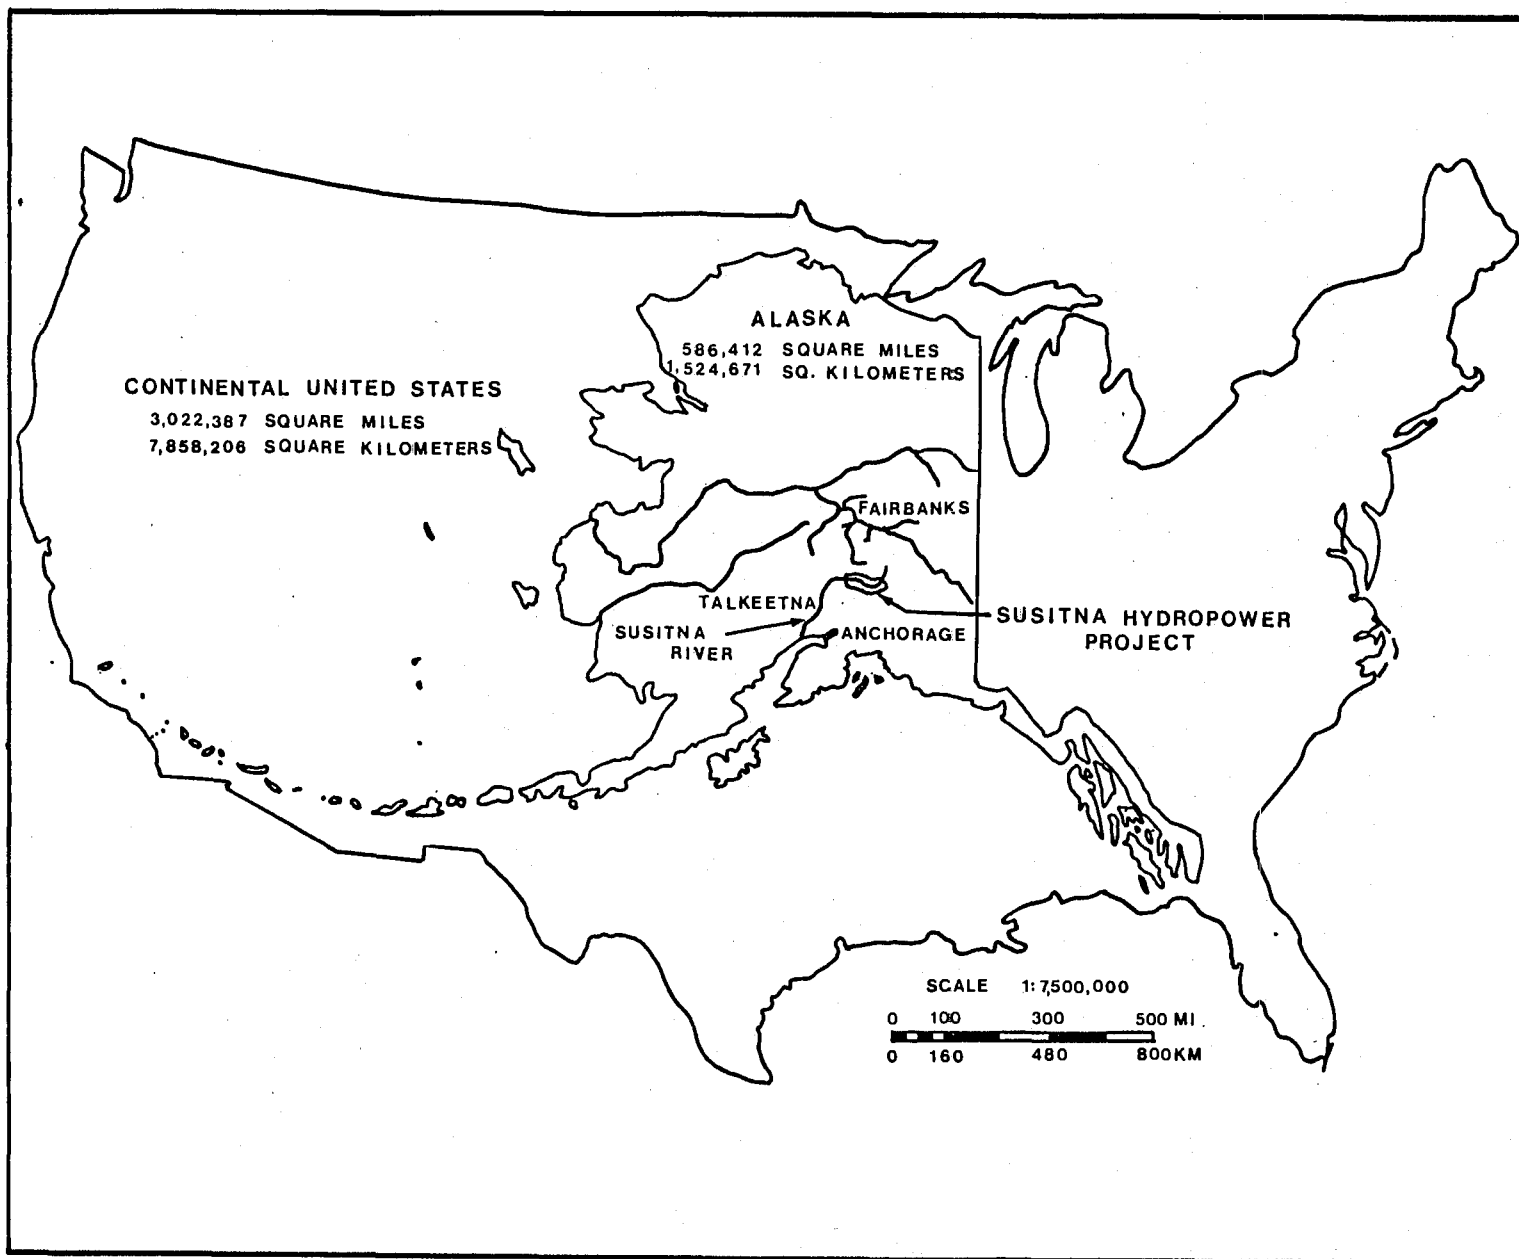 ALASKA
586,412 SQUARE MILES
1,524,671 SQ. KILOMETERS
CONTINENTAL UNITED STATES
3,022,387 SQUARE MILES
7,858,206 SQUARE KILOMETERS
FAIRBANKS
TALKEETNA
SUSITNA
RIVER
ANCHORAGE
SUSITNA HYDROPOWER
PROJECT
SCALE 1:7,500,000
0 100 300 500 MI.
0 160 480 800KM